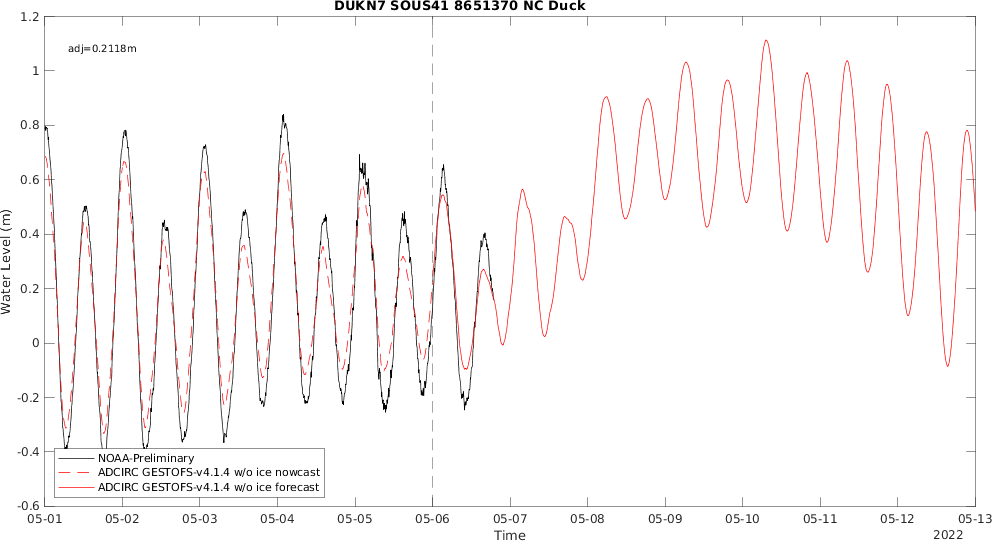 DUKN7 SOUS41 8651370 NC Duck
1.2
adj=0.2118m
1
0.8
0.6
0.4
0.2
0
-0.2
-0.4
-0.6
Water Level (m)
NOAA-Preliminary
ADCIRC GESTOFS-v4.1.4 w/o ice nowcast
ADCIRC GESTOFS-v4.1.4 w/o ice forecast
05-01 05-02 05-03 05-04 05-05 05-06 05-07 05-08 05-09 05-10 05-11 05-12 05-13
Time
2022